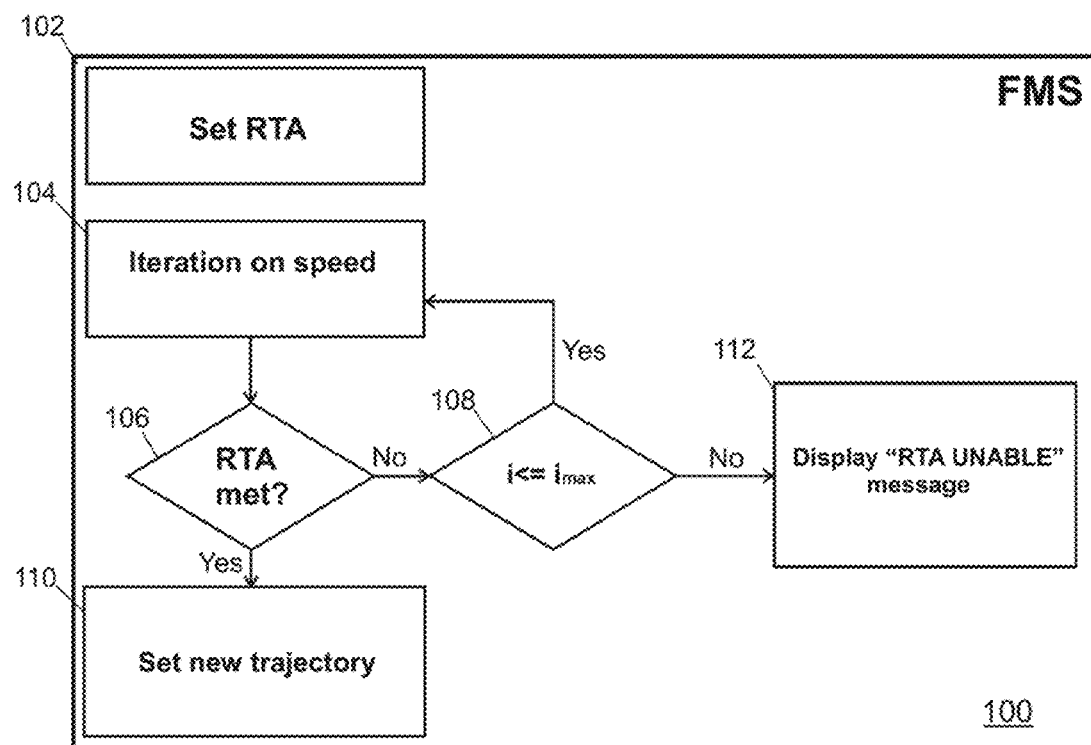 102
FMS
Set RTA
104
Iteration on speed
Yes
112
106
108
RTA
met?
No
i<= imax
No
Display “RTA UNABLE”
message
Yes
110
Set new trajectory
100